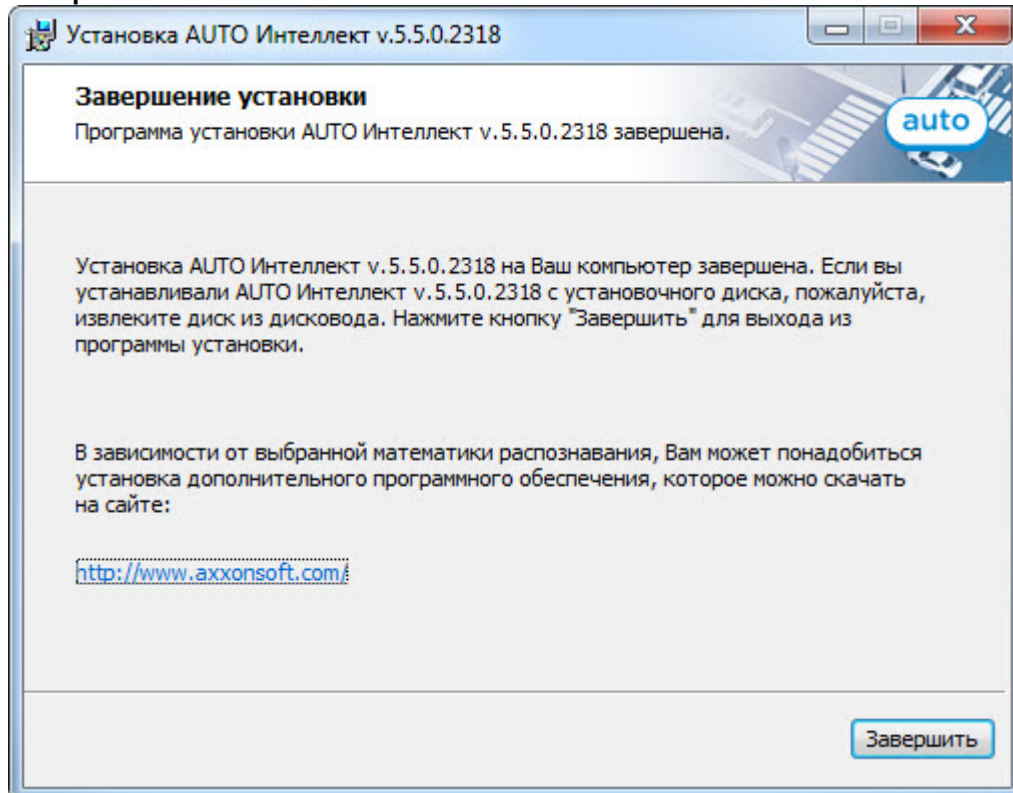 Установка AUTO Интеллект v.5.5.0.2318
Завершение установки
Программа установки AUTO Интеллект v.5.5.0.2318 завершена.
auto
Установка AUTO Интеллект v.5.5.0.2318 на Ваш компьютер завершена. Если вы
устанавливали AUTO Интеллект v.5.5.0.2318 с установочного диска, пожалуйста,
извлеките диск из дисковода. Нажмите кнопку "Завершить" для выхода из
программы установки.
В зависимости от выбранной математики распознавания, Вам может понадобиться
установка дополнительного программного обеспечения, которое можно скачать
на сайте:
http://www.axxonsoft.com/
Завершить